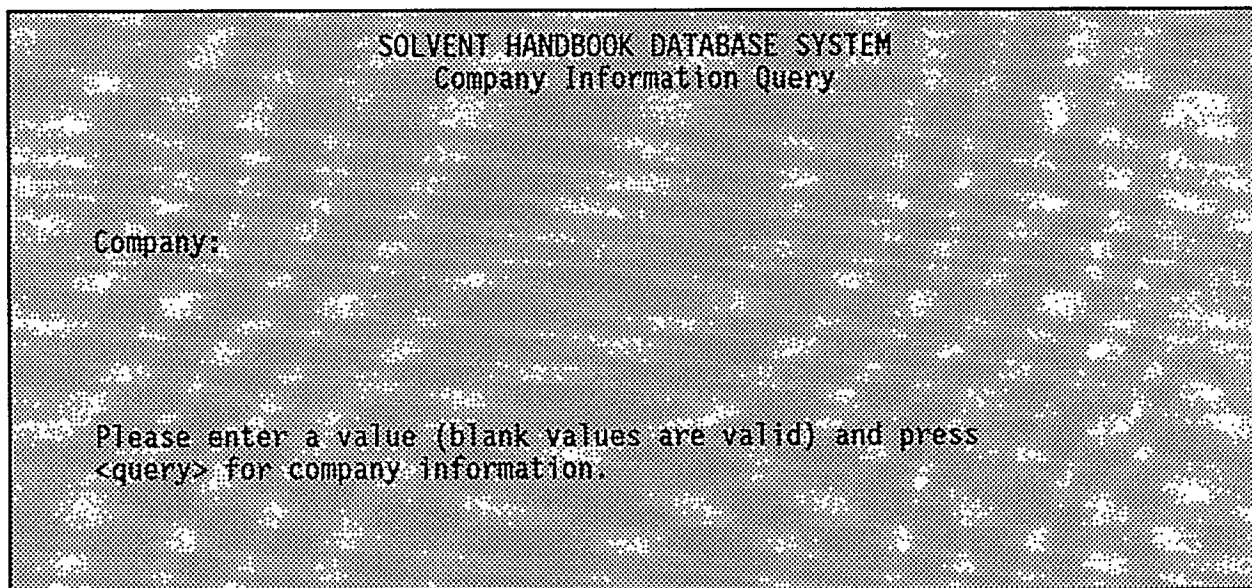 SOLVENT HANDBOOK DATABASE SYSTEM
Company Information Query
Company:
Please enter a value (blank values are valid) and press
<query> for company information.